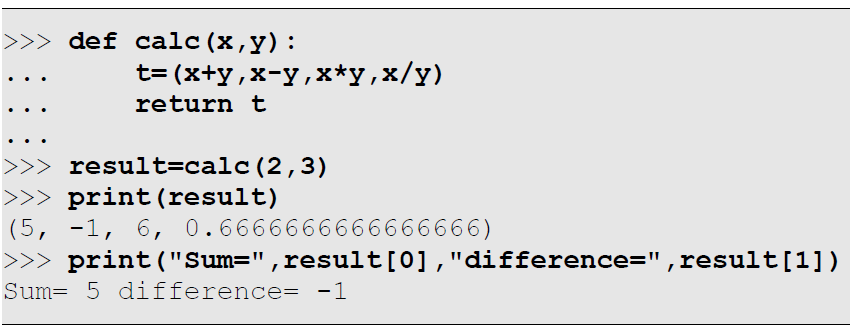 >>> def calc(x,y):
...     t=(x+y,x-y,x*y,x/y)
...     return t
...
>>> result=calc(2,3)
>>> print(result)
(5, -1, 6, 0.6666666666666666)
>>> print("Sum=",result[0],"difference=",result[1])
Sum= 5 difference= -1